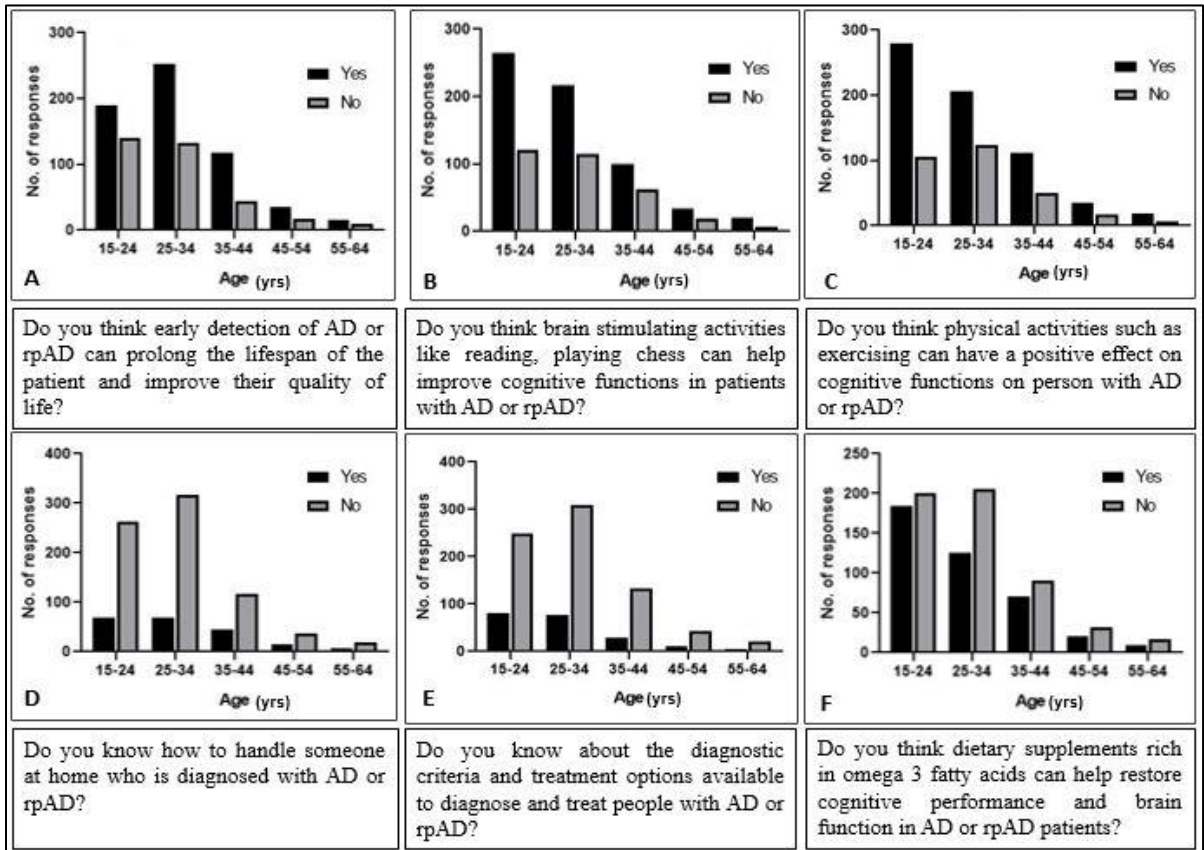 300
200
100
0
No. of responses
Yes
No
15-24 25-34 35-44 45-54 55-64
Age (yrs)
A
300
200
100
0
No. of responses
Yes
No
15-24 25-34 35-44 45-54 55-64
Age (yrs)
B
300
200
100
0
No. of responses
Yes
No
15-24 25-34 35-44 45-54 55-64
Age (yrs)
C
Do you think early detection of AD or
rpAD can prolong the lifespan of the
patient and improve their quality of
life?
Do you think brain stimulating activities
like reading, playing chess can help
improve cognitive functions in patients
with AD or rpAD?
Do you think physical activities such as
exercising can have a positive effect on
cognitive functions on person with AD
or rpAD?
400
300
200
100
0
No. of responses
Yes
No
15-24 25-34 35-44 45-54 55-64
Age (yrs)
D
400
300
200
100
0
No. of responses
Yes
No
15-24 25-34 35-44 45-54 55-64
Age (yrs)
E
250
200
150
100
50
0
No. of responses
Yes
No
15-24 25-34 35-44 45-54 55-64
Age (yrs)
F
Do you know how to handle someone
at home who is diagnosed with AD or
rpAD?
Do you know about the diagnostic
criteria and treatment options available
to diagnose and treat people with AD or
rpAD?
Do you think dietary supplements rich
in omega 3 fatty acids can help restore
cognitive performance and brain
function in AD or rpAD patients?